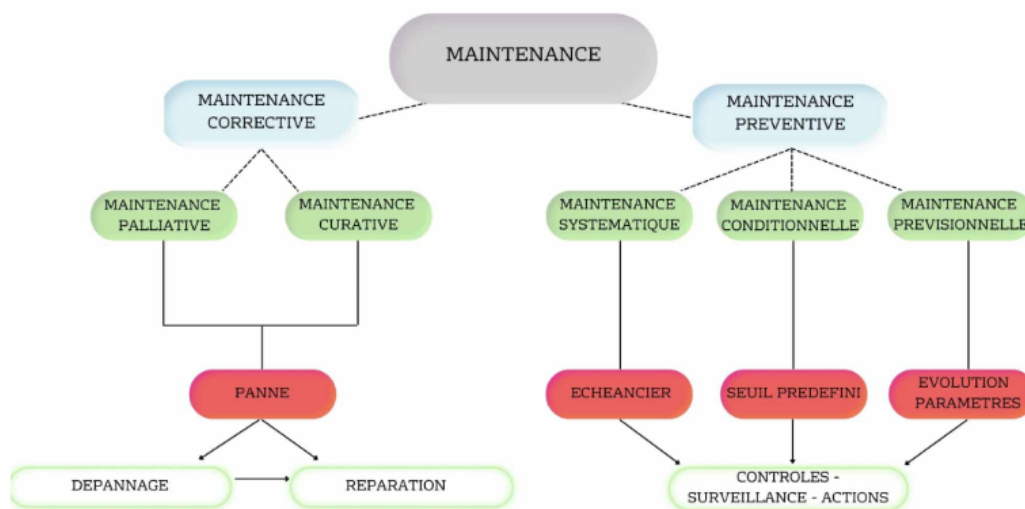 MAINTENANCE
MAINTENANCE
CORRECTIVE
MAINTENANCE
PREVENTIVE
MAINTENANCE
PALLIATIVE
MAINTENANCE
CURATIVE
MAINTENANCE
SYSTEMATIQUE
MAINTENANCE
CONDITIONNELLE
MAINTENANCE
PREVISIONNELLE
PANNE
ECHEANCIER
SEUIL PREDEFINI
EVOLUTION
PARAMETRES
DEPANNAGE
REPARATION
CONTROLES -
SURVEILLANCE - ACTIONS